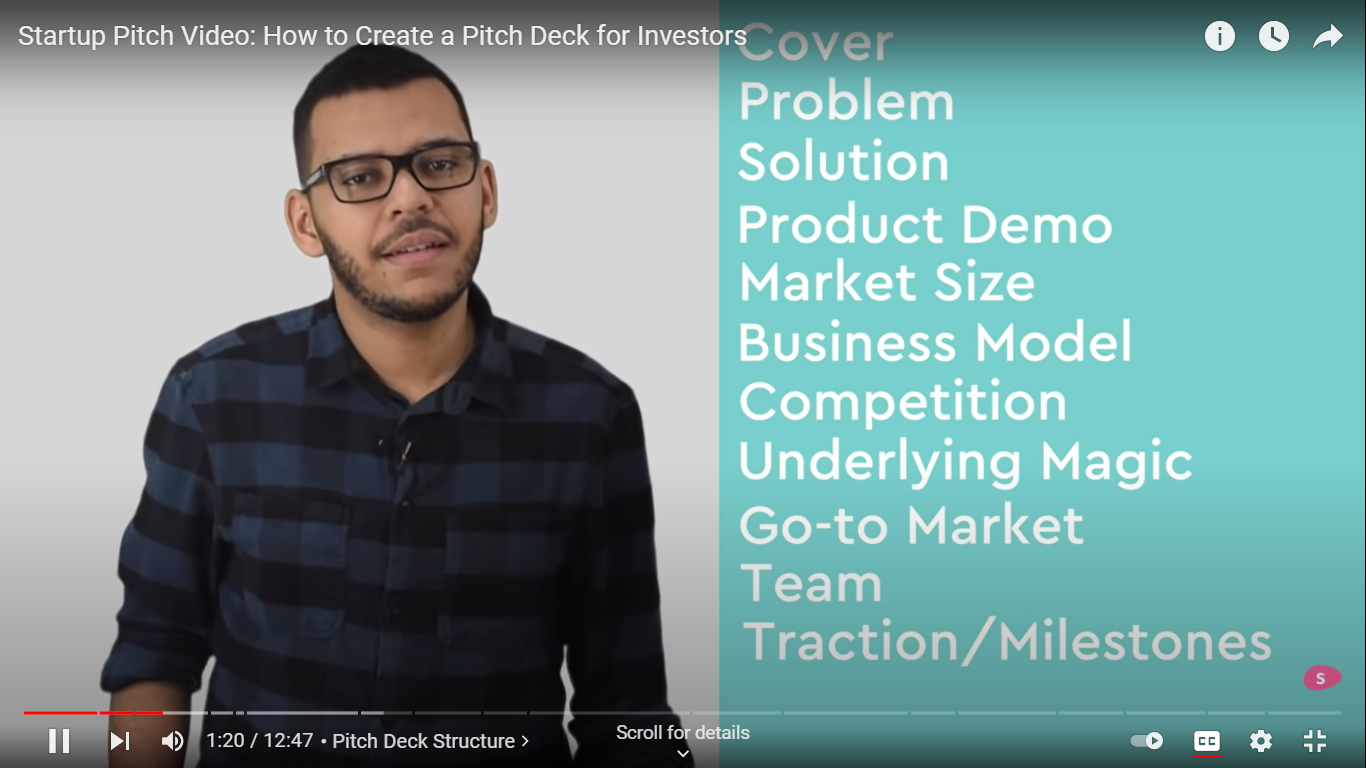 Startup Pitch Video: How to Create a Pitch Deck for Investors
Cover
Problem
Solution
Product Demo
Market Size
Business Model
Competition
Underlying Magic
Go-to Market
Team
Traction/Milestones
S
1:20 / 12:47 • Pitch Deck Structure
Scroll for details
CC